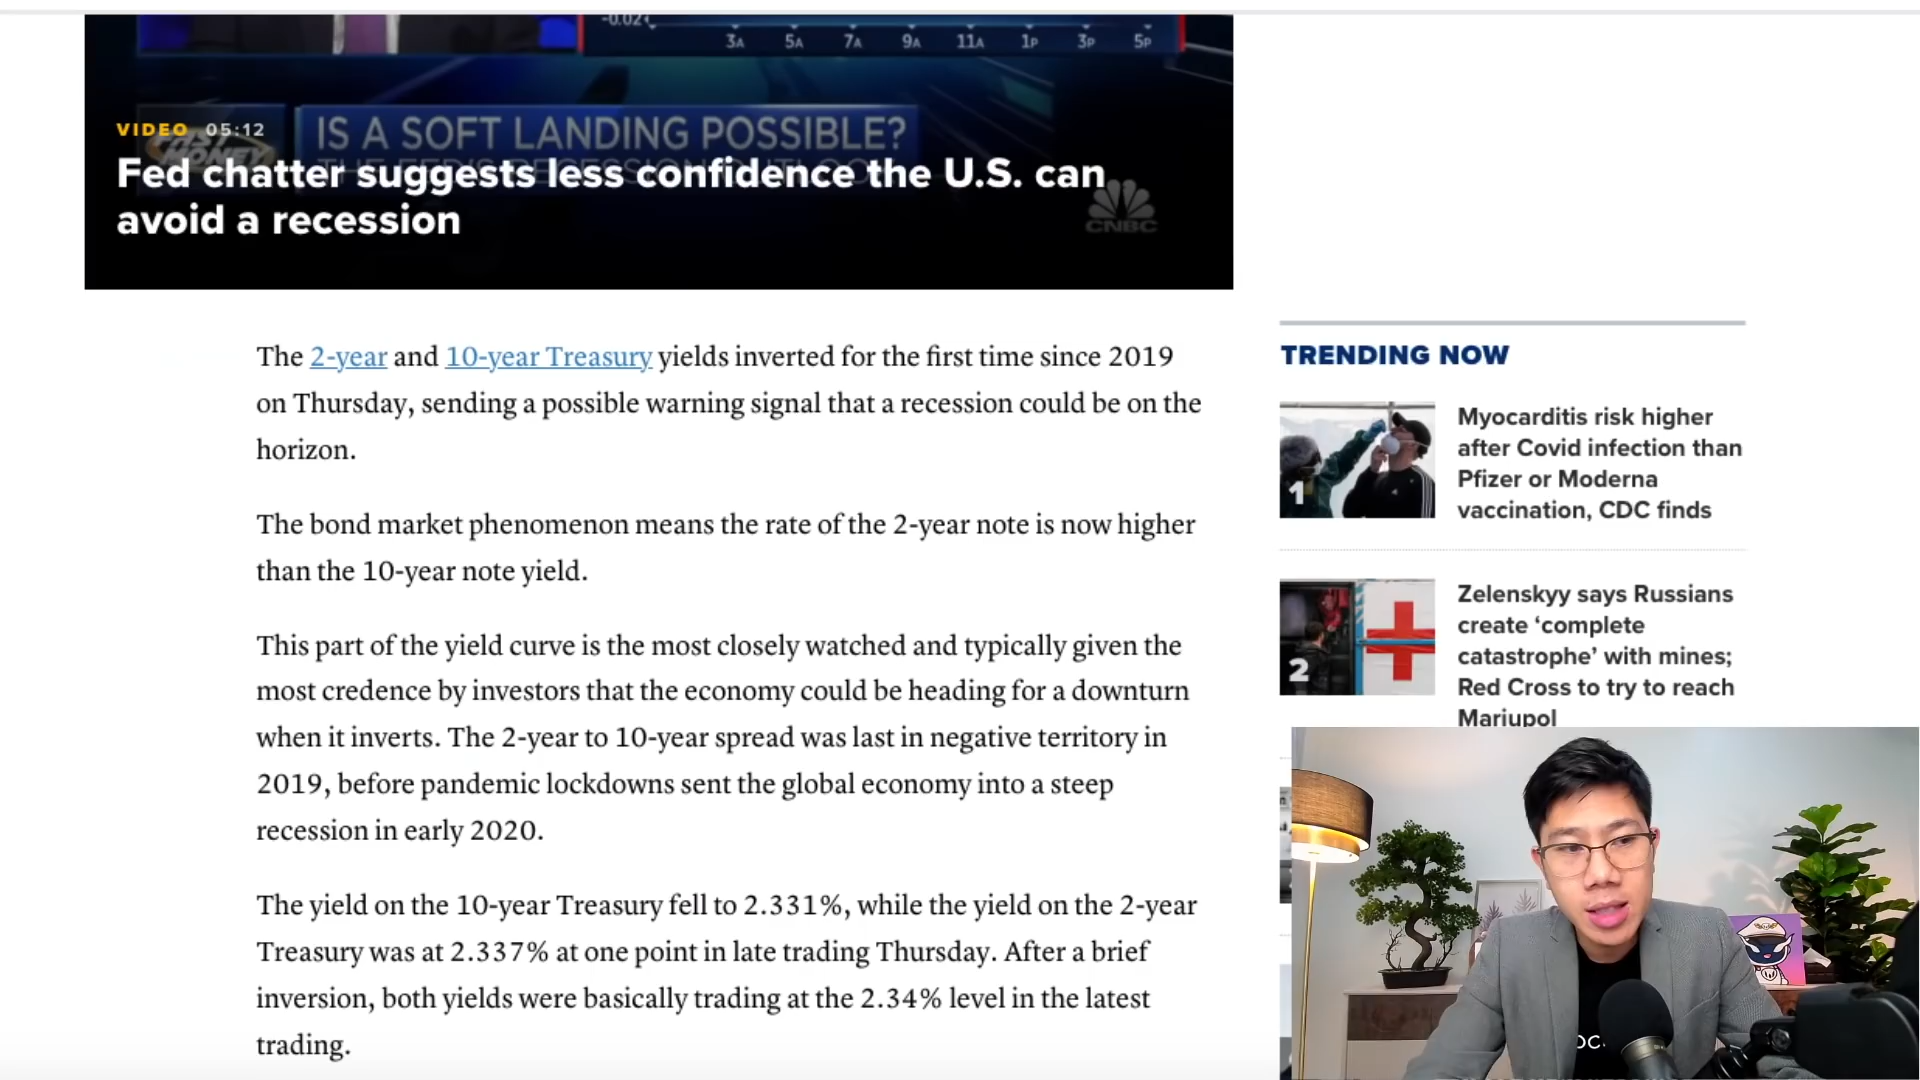 -0.02
3A 5A 7A 9A 11A 1P 3P 5P
VIDEO 05:12
IS A SOFT LANDING POSSIBLE?
Fed chatter suggests less confidence the U.S. can
avoid a recession
CNBC
The 2-year and 10-year Treasury yields inverted for the first time since 2019
on Thursday, sending a possible warning signal that a recession could be on the
horizon.
The bond market phenomenon means the rate of the 2-year note is now higher
than the 10-year note yield.
This part of the yield curve is the most closely watched and typically given the
most credence by investors that the economy could be heading for a downturn
when it inverts. The 2-year to 10-year spread was last in negative territory in
2019, before pandemic lockdowns sent the global economy into a steep
recession in early 2020.
The yield on the 10-year Treasury fell to 2.331%, while the yield on the 2-year
Treasury was at 2.337% at one point in late trading Thursday. After a brief
inversion, both yields were basically trading at the 2.34% level in the latest
trading.
TRENDING NOW
1
Myocarditis risk higher
after Covid infection than
Pfizer or Moderna
vaccination, CDC finds
2
Zelenskyy says Russians
create ‘complete
catastrophe’ with mines;
Red Cross to try to reach
Mariupol